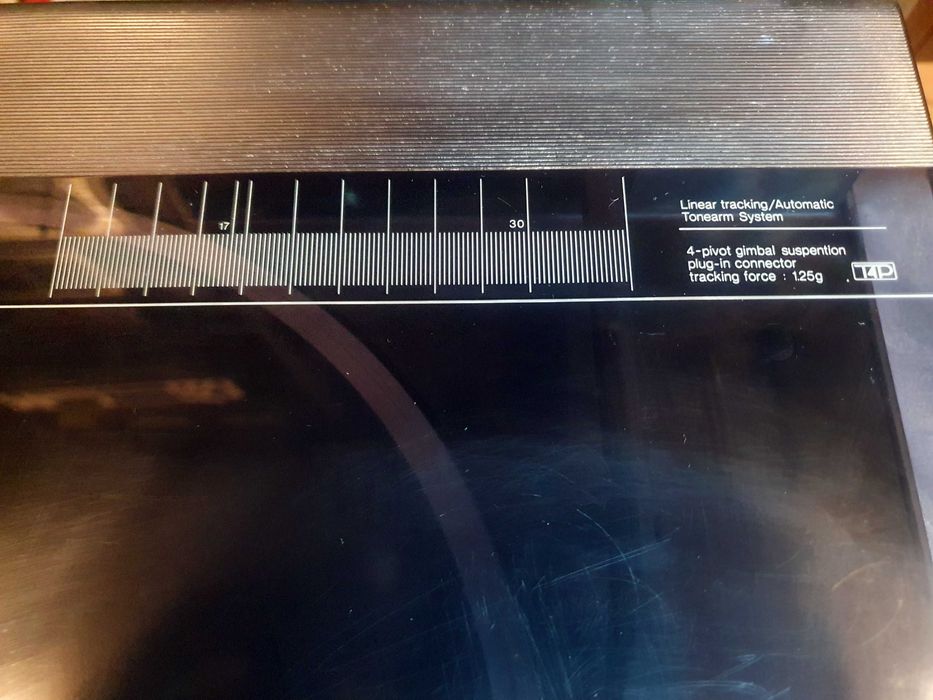 17
30
Linear tracking/Automatic
Tonearm System
4-pivot gimbal suspention
plug-in connector
tracking force : 1.25g
T4P